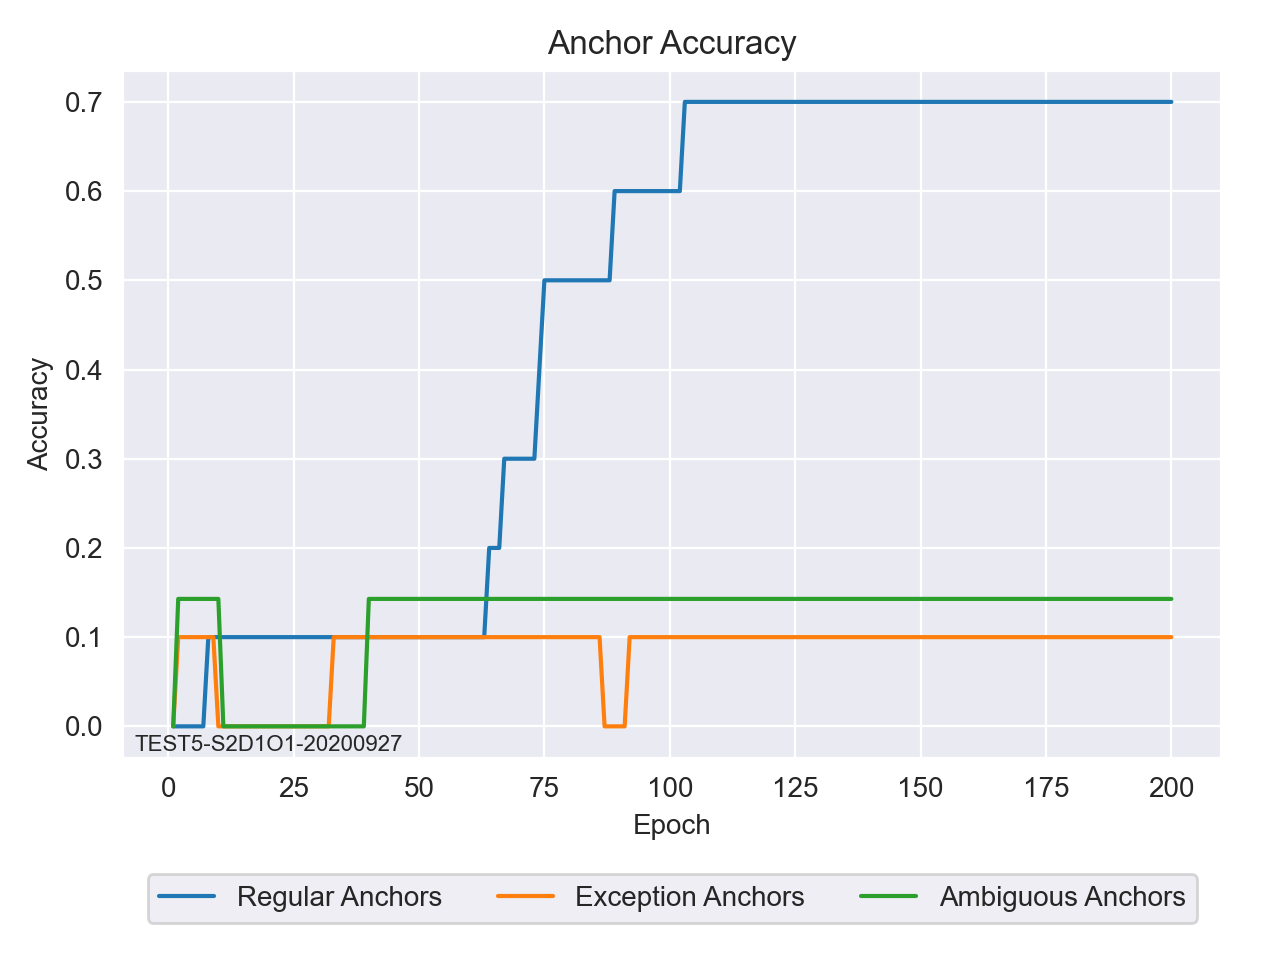 Anchor Accuracy
Accuracy
0.7
0.6
0.5
0.4
0.3
0.2
0.1
0.0
TEST5-S2D1O1-20200927
0 25 50 75 100 125 150 175 200
Epoch
Regular Anchors Exception Anchors Ambiguous Anchors